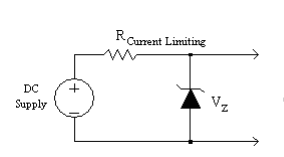 R Current Limiting
DC
Supply
+
−
V Z